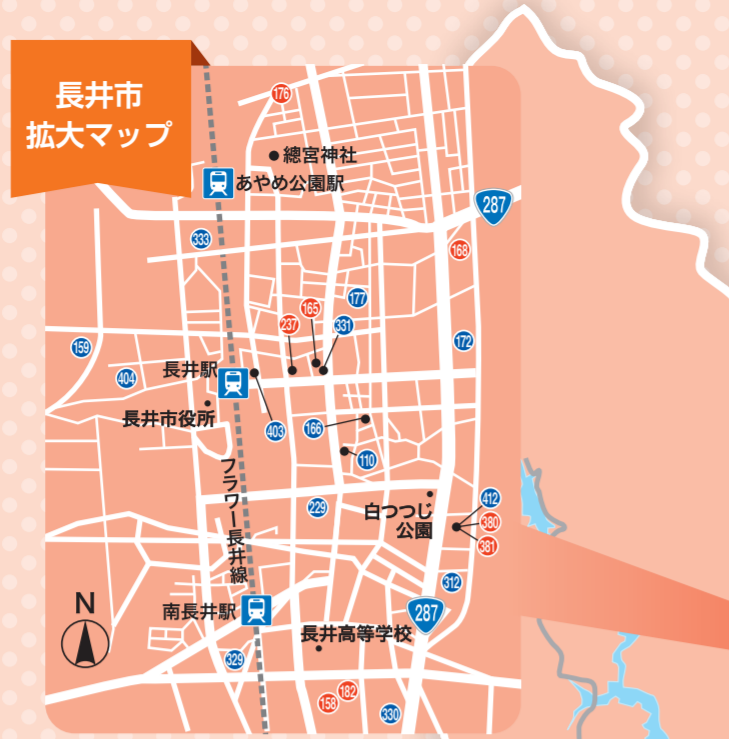 長井市
拡大マップ
176
總宮神社
あやめ公園駅
287
333
168
177
165
237
331
172
159
長井駅
404
長井市役所
403
166
110
フラワー長井線
229
白つつじ
公園
412
380
381
312
287
南長井駅
長井高等学校
N
329
182
158
330